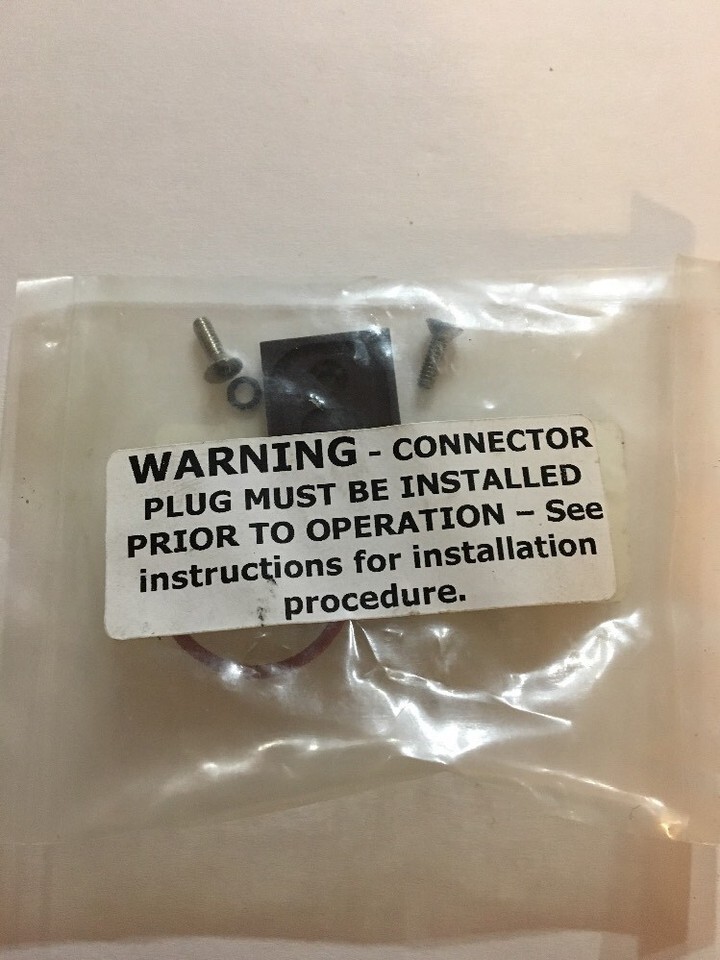 WARNING - CONNECTOR
PLUG MUST BE INSTALLED
PRIOR TO OPERATION – See
instructions for installation
procedure.